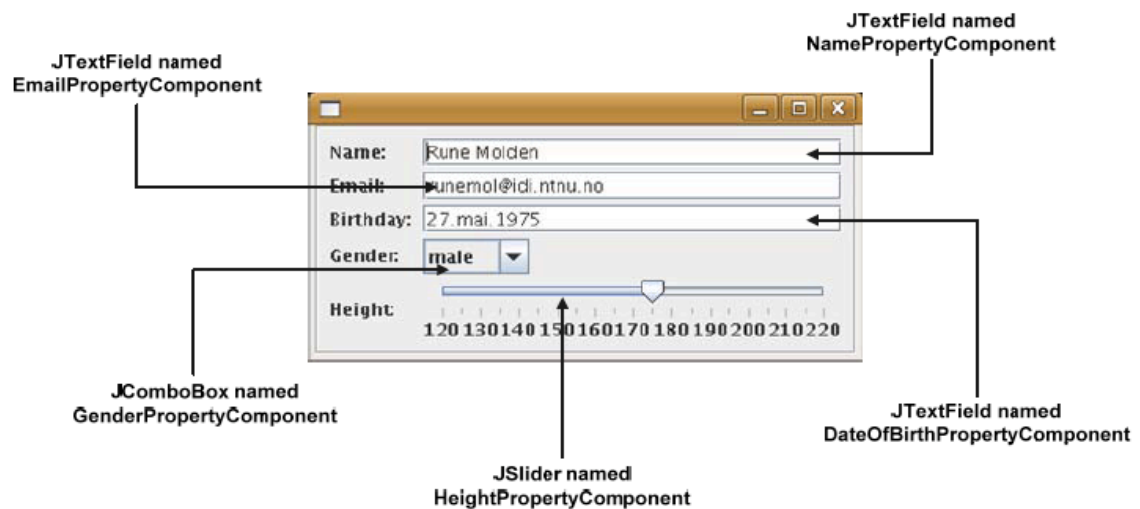 JTextField named
NamePropertyComponent
JTextField named
EmailPropertyComponent
Name: Rune Molden
Email: runemol@idi.ntnu.no
Birthday: 27. mai. 1975
Gender: male
Height:
120 130 140 150 160 170 180 190 200 210 220
JComboBox named
GenderPropertyComponent
JTextField named
DateOfBirthPropertyComponent
JSlider named
HeightPropertyComponent